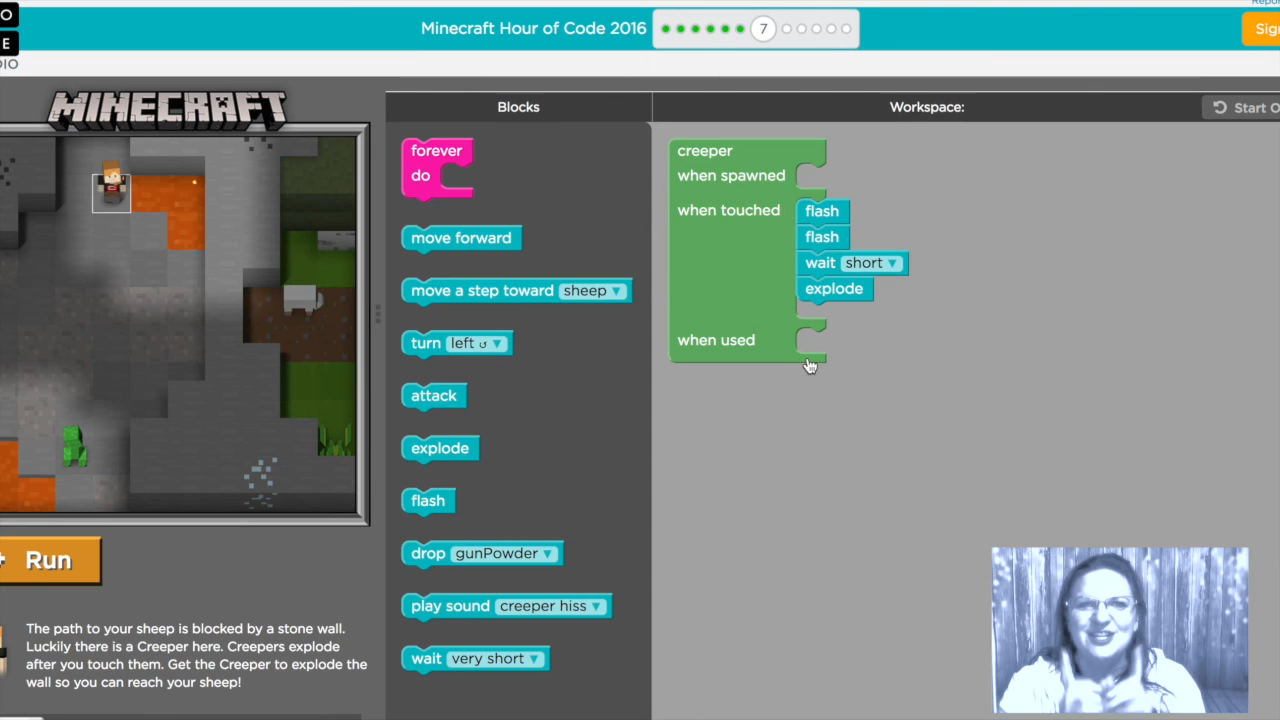 Repor
O
E
DIO
Minecraft Hour of Code 2016
7
Sig
MINECRAFT
Blocks
Workspace:
Start O
forever
do
move forward
move a step toward sheep
turn left
attack
explode
flash
drop gunPowder
play sound creeper hiss
wait very short
creeper
when spawned
when touched
flash
flash
wait short
explode
when used
Run
The path to your sheep is blocked by a stone wall.
Luckily there is a Creeper here. Creepers explode
after you touch them. Get the Creeper to explode the
wall so you can reach your sheep!